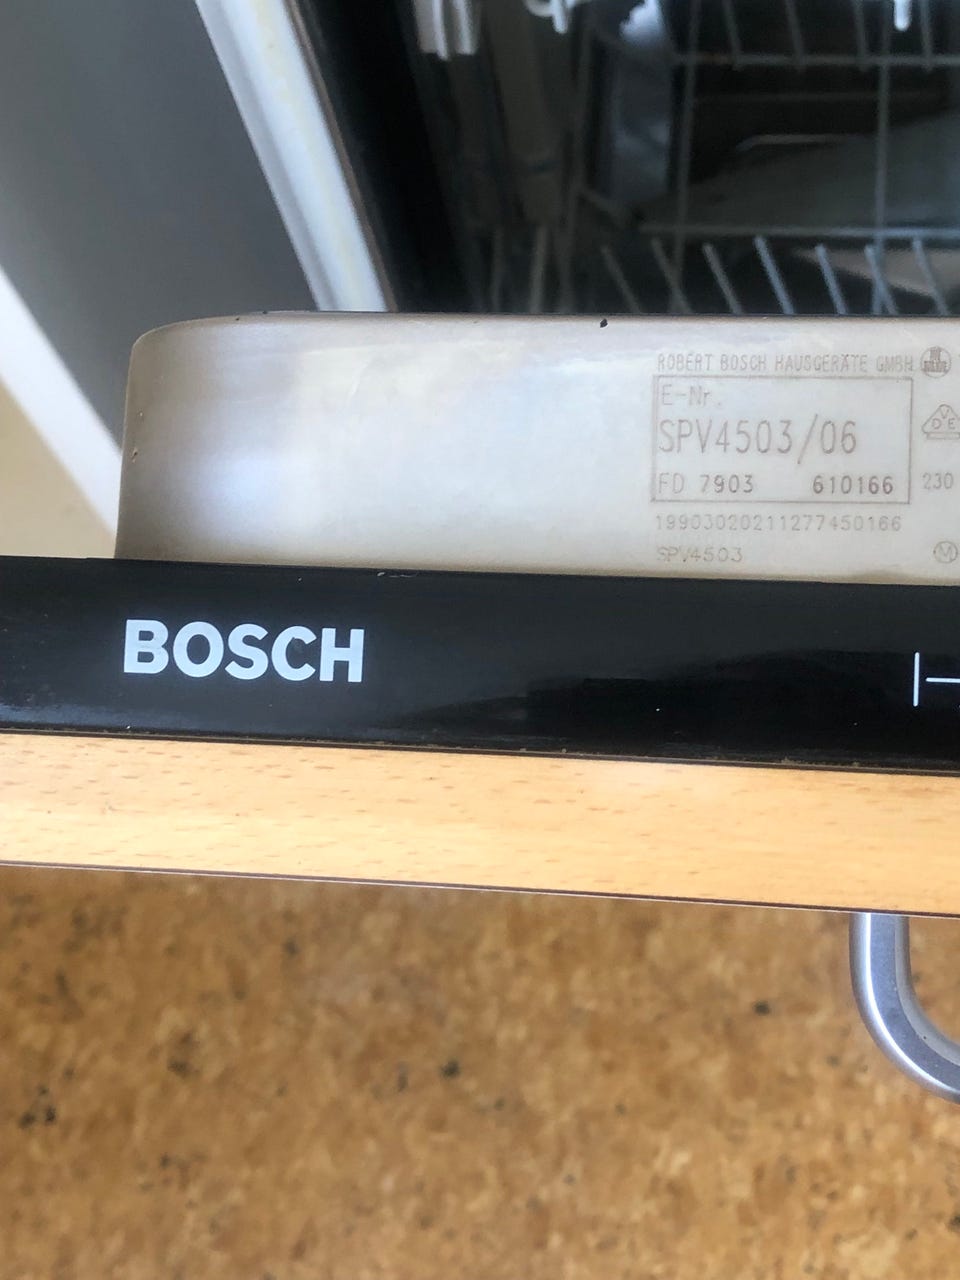 ROBERT BOSCH HAUSGERÄTE GMBH
E-Nr.
SPV4503/06
FD 7903 610166
230
19903020211277450166
SPV4503
BOSCH